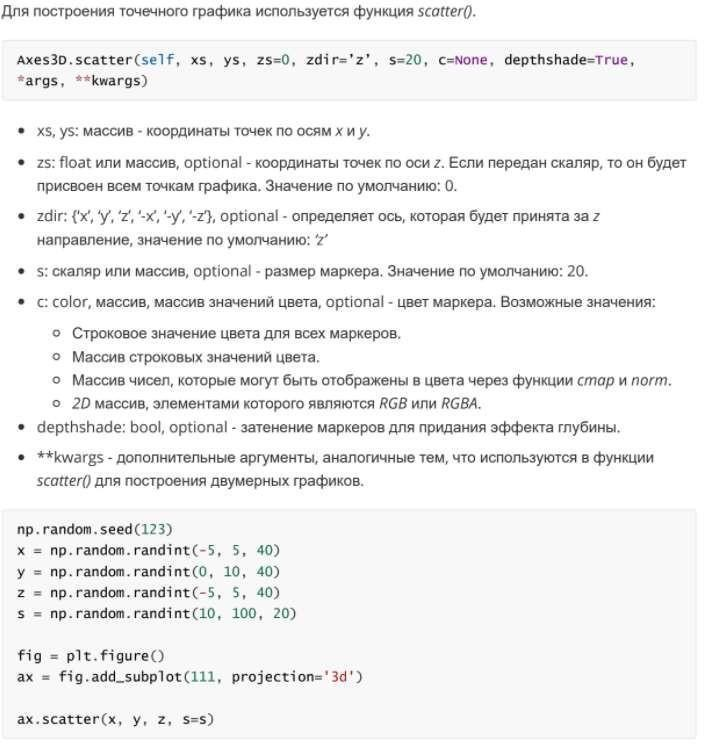 Для построения точечного графика используется функция scatter().
Axes3D.scatter(self, xs, ys, zs=0, zdir='z', s=20, c=None, depthshade=True,
*args, **kwargs)
• xs, ys: массив - координаты точек по осям x и y.
• zs: float или массив, optional - координаты точек по оси z. Если передан скаляр, то он будет
присвоен всем точкам графика. Значение по умолчанию: 0.
• zdir: {‘x’, ‘y’, ‘z’, ‘-x’, ‘-y’, ‘-z’}, optional - определяет ось, которая будет принята за z
направление, значение по умолчанию: ‘z’
• s: скаляр или массив, optional - размер маркера. Значение по умолчанию: 20.
• c: color, массив, массив значений цвета, optional - цвет маркера. Возможные значения:
○ Строковое значение цвета для всех маркеров.
○ Массив строковых значений цвета.
○ Массив чисел, которые могут быть отображены в цвета через функции cmap и norm.
○ 2D массив, элементами которого являются RGB или RGBA.
• depthshade: bool, optional - затенение маркеров для придания эффекта глубины.
• **kwargs - дополнительные аргументы, аналогичные тем, что используются в функции
scatter() для построения двумерных графиков.
np.random.seed(123)
x = np.random.randint(-5, 5, 40)
y = np.random.randint(0, 10, 40)
z = np.random.randint(-5, 5, 40)
s = np.random.randint(10, 100, 20)
fig = plt.figure()
ax = fig.add_subplot(111, projection='3d')
ax.scatter(x, y, z, s=s)